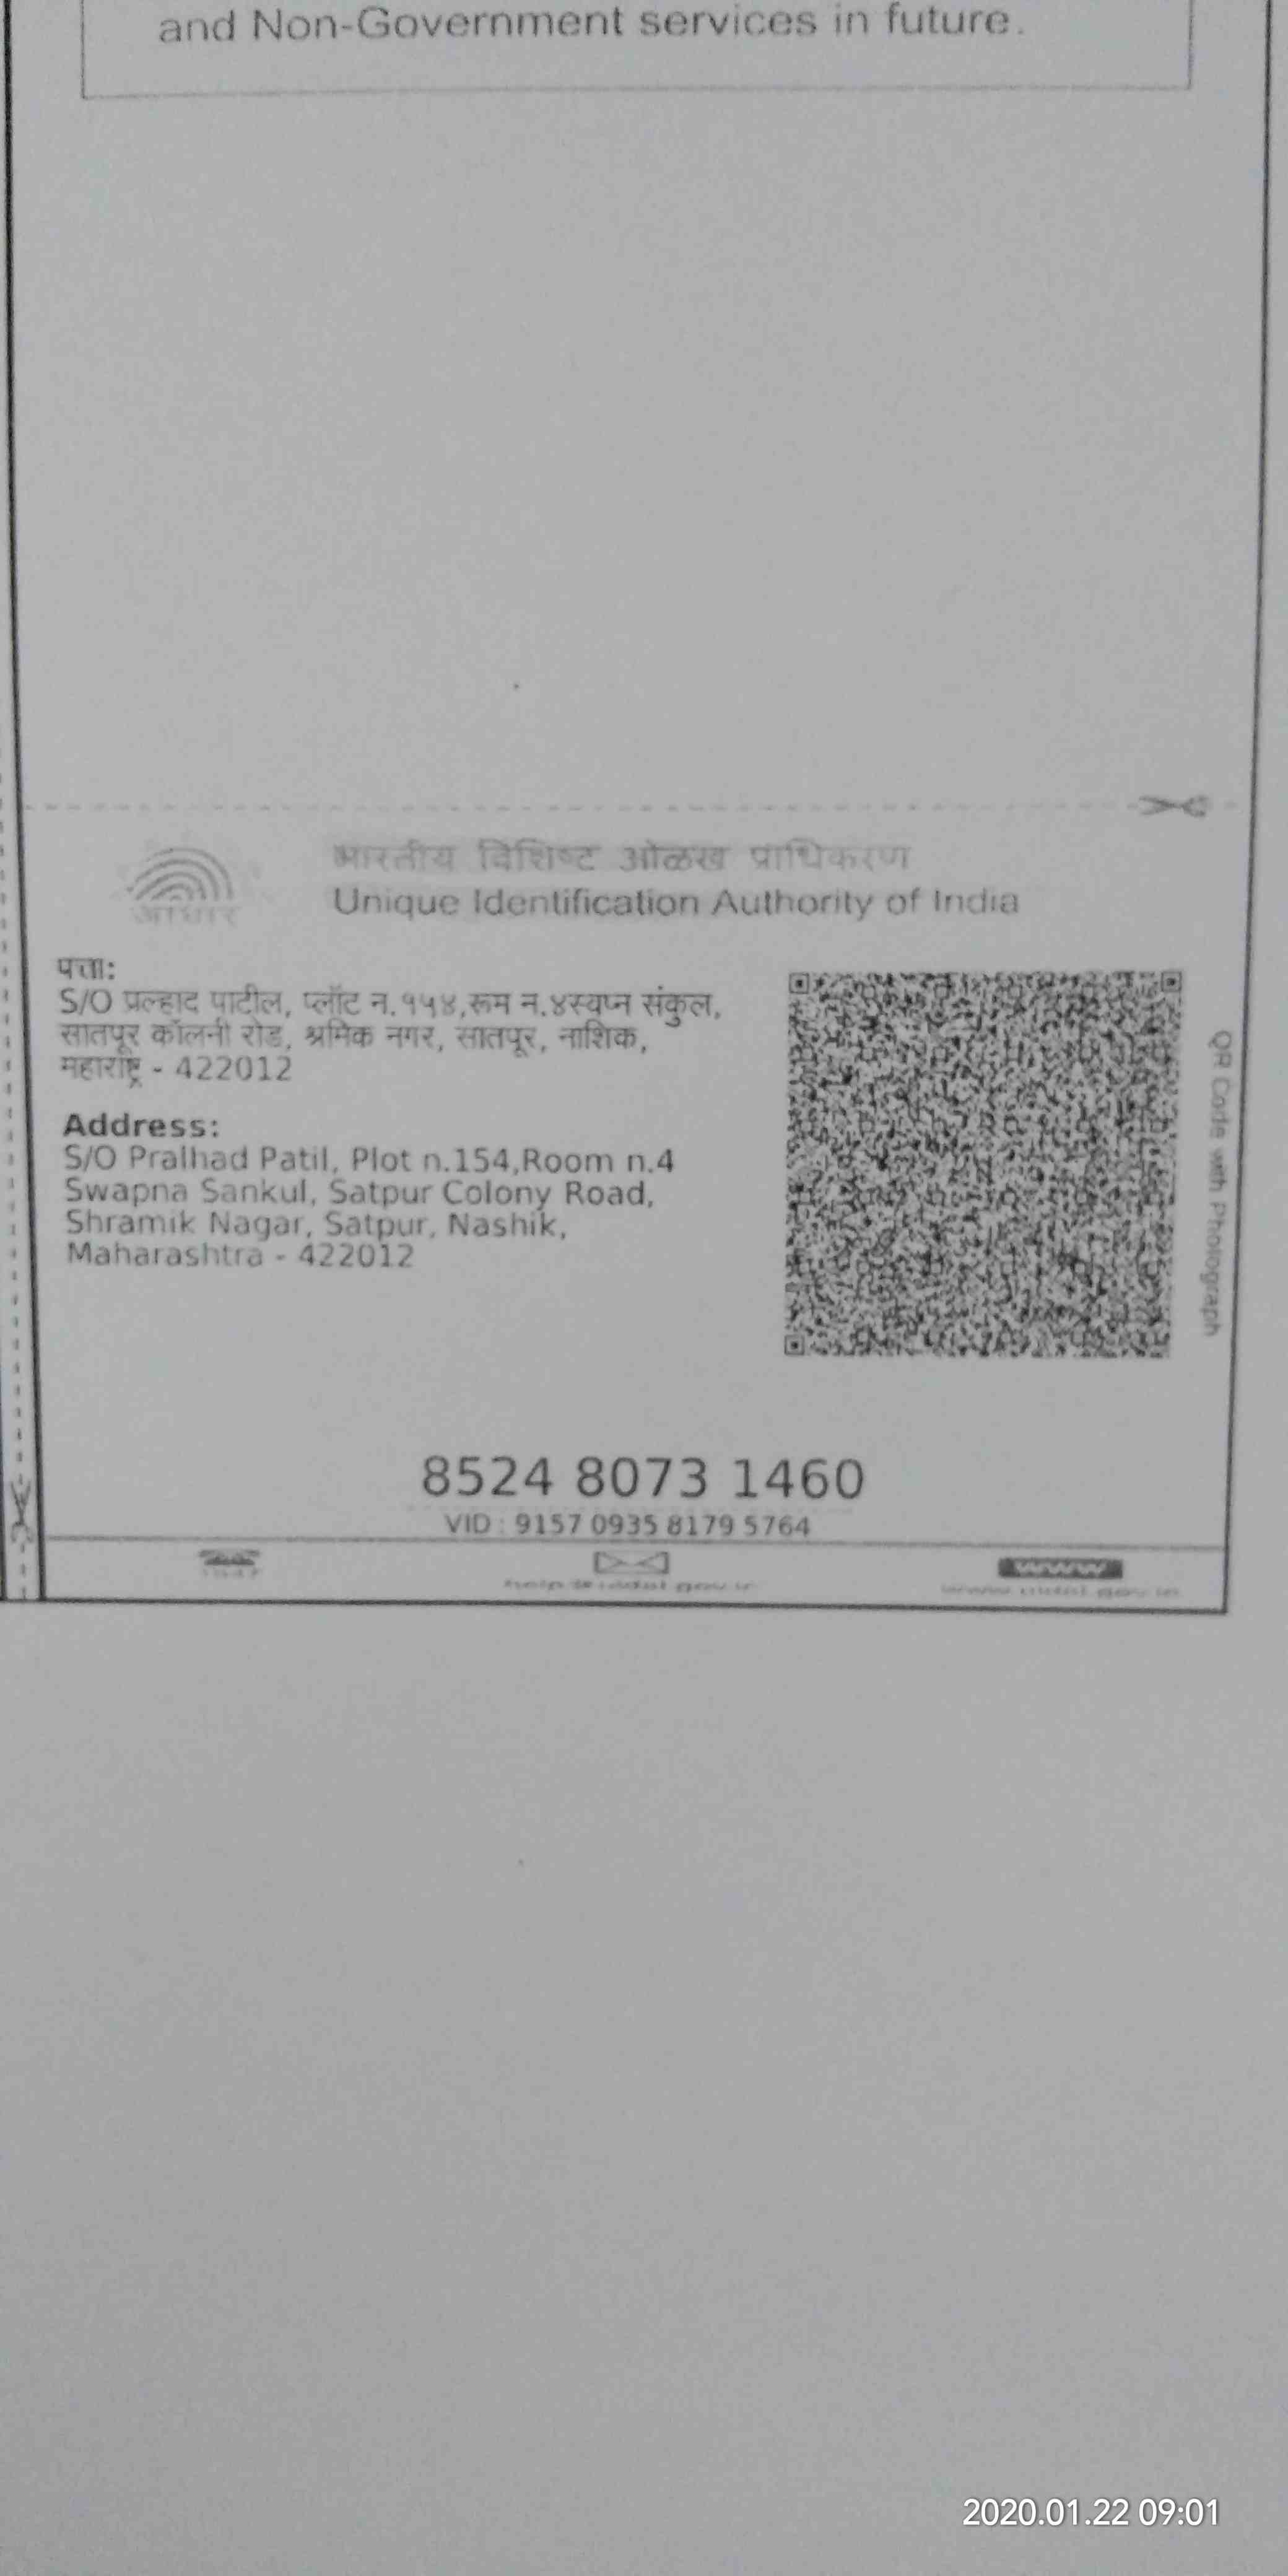 and Non-Government services in future.
भारतीय विशिष्ट ओळख प्राधिकरण
आधार
Unique Identification Authority of India
पत्ता:
S/O प्रल्हाद पाटील, प्लॉट न.१५४,रूम न.४स्वप्न संकुल,
सातपूर कॉलनी रोड, श्रमिक नगर, सातपूर, नाशिक,
महाराष्ट्र - 422012
Address:
S/O Pralhad Patil, Plot n.154,Room n.4
Swapna Sankul, Satpur Colony Road,
Shramik Nagar, Satpur, Nashik,
Maharashtra - 422012
QR Code with Photograph
8524 8073 1460
VID : 9157 0935 8179 5764
1947
help@uidai.gov.in
www
www.uidai.gov.in
2020.01.22 09:01